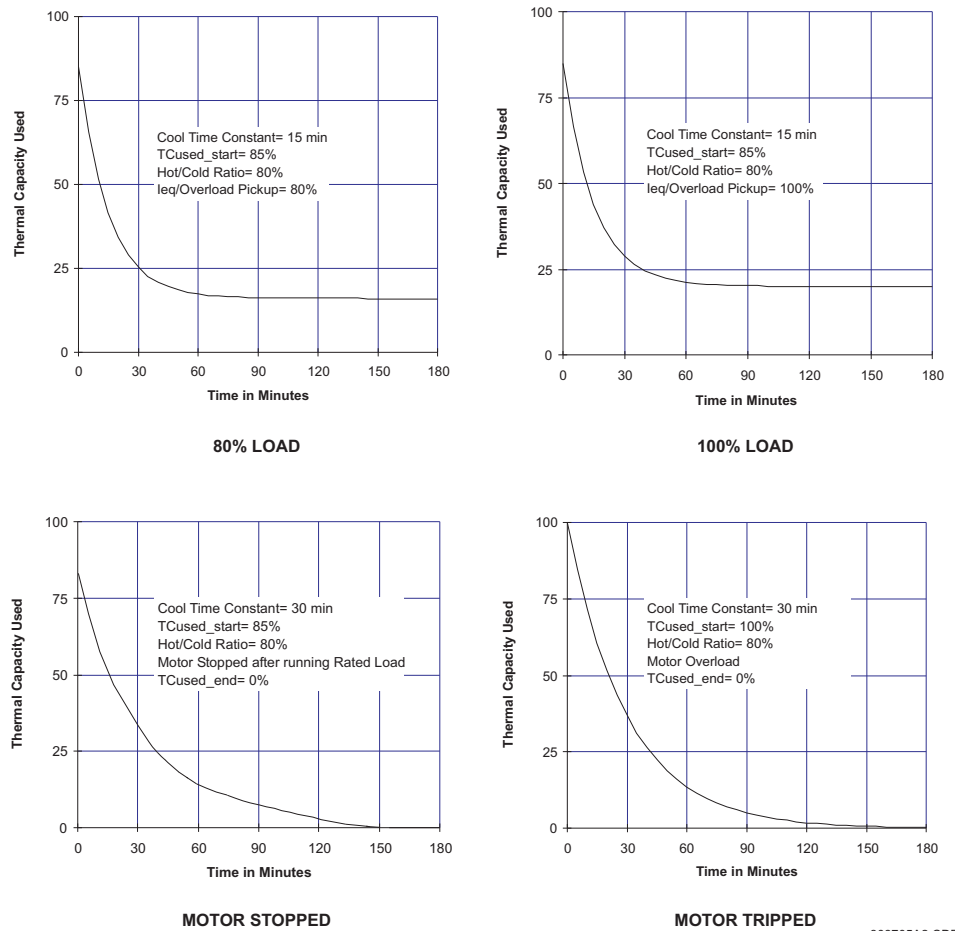 100
75
50
25
0
Thermal Capacity Used
Cool Time Constant= 15 min
TCused_start= 85%
Hot/Cold Ratio= 80%
Ieq/Overload Pickup= 80%
0 30 60 90 120 150 180
Time in Minutes
80% LOAD
100
75
50
25
0
Thermal Capacity Used
Cool Time Constant= 15 min
TCused_start= 85%
Hot/Cold Ratio= 80%
Ieq/Overload Pickup= 100%
0 30 60 90 120 150 180
Time in Minutes
100% LOAD
100
75
50
25
0
Thermal Capacity Used
Cool Time Constant= 30 min
TCused_start= 85%
Hot/Cold Ratio= 80%
Motor Stopped after running Rated Load
TCused_end= 0%
0 30 60 90 120 150 180
Time in Minutes
MOTOR STOPPED
100
75
50
25
0
Thermal Capacity Used
Cool Time Constant= 30 min
TCused_start= 100%
Hot/Cold Ratio= 80%
Motor Overload
TCused_end= 0%
0 30 60 90 120 150 180
Time in Minutes
MOTOR TRIPPED